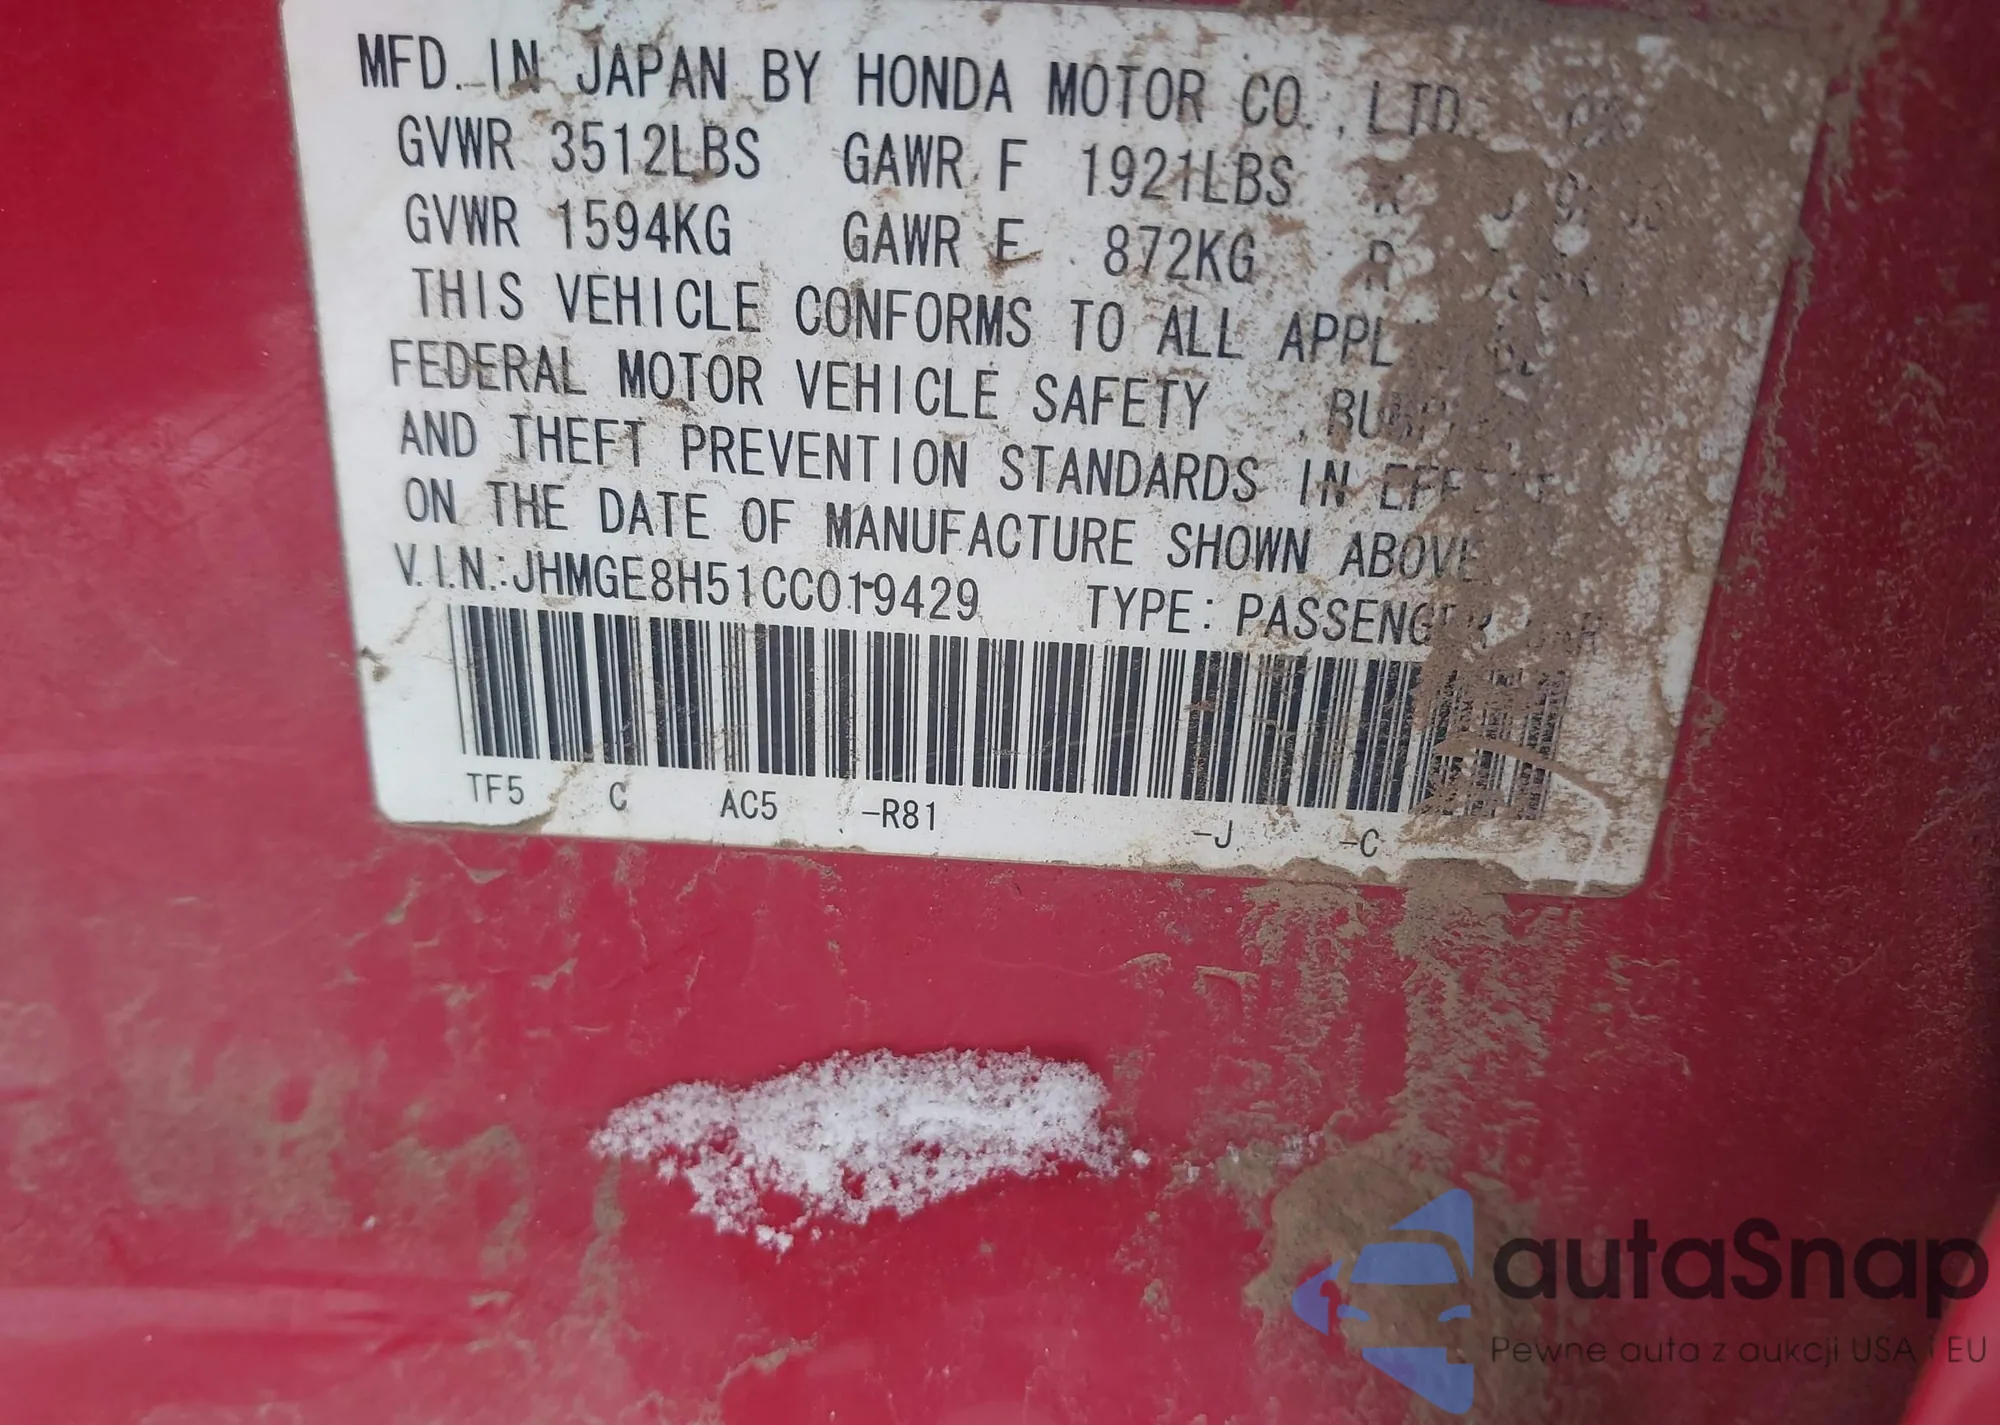 MFD. IN JAPAN BY HONDA MOTOR CO., LTD.
GVWR 3512LBS GAWR F 1921LBS R
GVWR 1594KG GAWR F 872KG R
THIS VEHICLE CONFORMS TO ALL
FEDERAL MOTOR VEHICLE SAFETY
AND THEFT PREVENTION STANDARDS IN
ON THE DATE OF MANUFACTURE SHOWN ABOVE
V.I.N.:JHMGE8H51CC019429 TYPE: PASSENGER CAR
TF5 C AC5 -R81 -J -C
autaSnap
Pewne auta z aukcji USA i EU